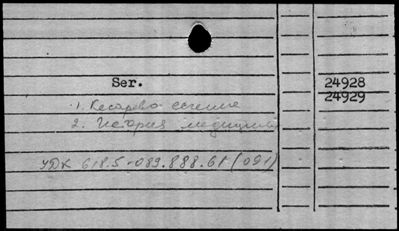 Ser. 24928
24929
1. Кесарево сечение
2. История медицины
УДК 618.5-089.888.61(091)